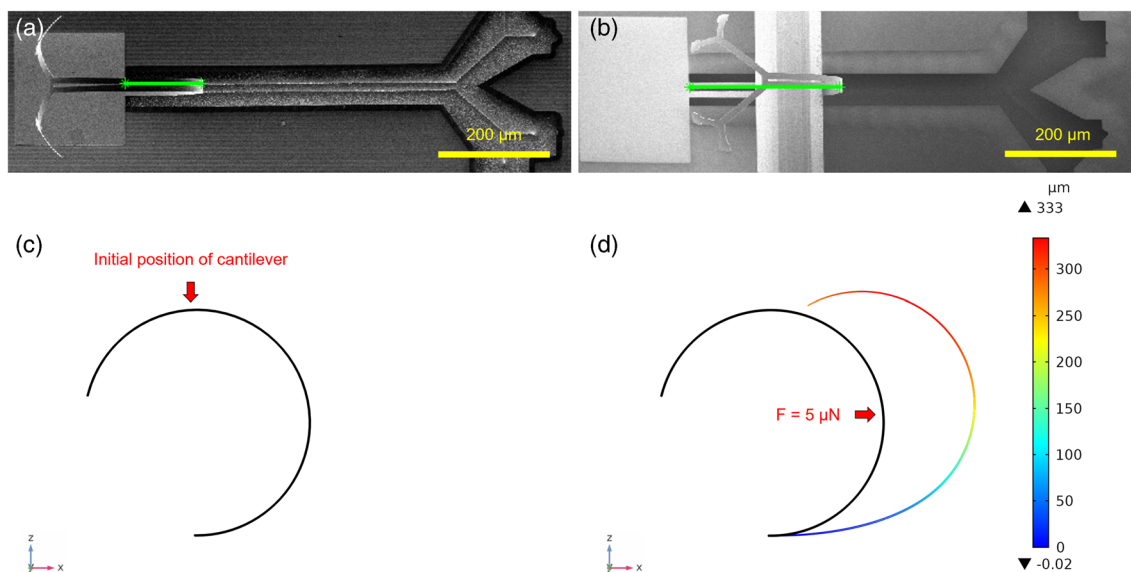 (a)
200 µm
(b)
200 µm
(c)
Initial position of cantilever
z
y
x
(d)
F = 5 µN
z
y
x
µm
▲ 333
300
250
200
150
100
50
0
▼ -0.02